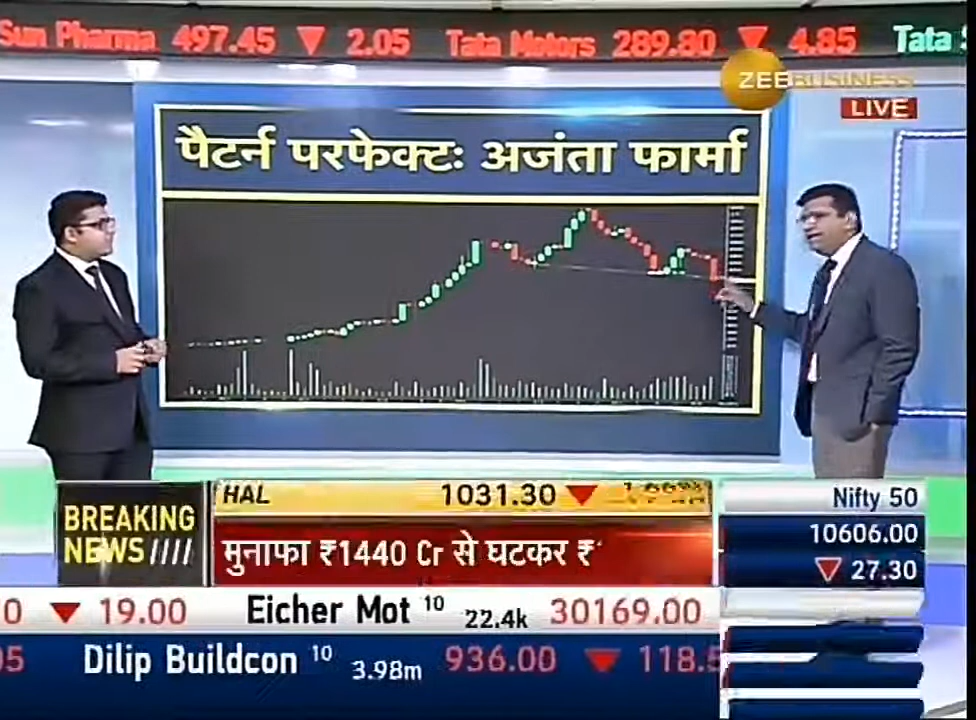 Sun Pharma 497.45 ▼ 2.05 Tata Motors 289.80 ▼ 4.85 Tata
ZEEBUSINESS
LIVE
पैटर्न परफेक्ट: अजंता फार्मा
HAL 1031.30 ▼
Nifty 50
BREAKING NEWS ////
मुनाफा ₹1440 Cr से घटकर ₹
10606.00
▼ 27.30
0 ▼ 19.00 Eicher Mot 10 22.4k 30169.00
Dilip Buildcon 10 3.98m 936.00 ▼ 118.5